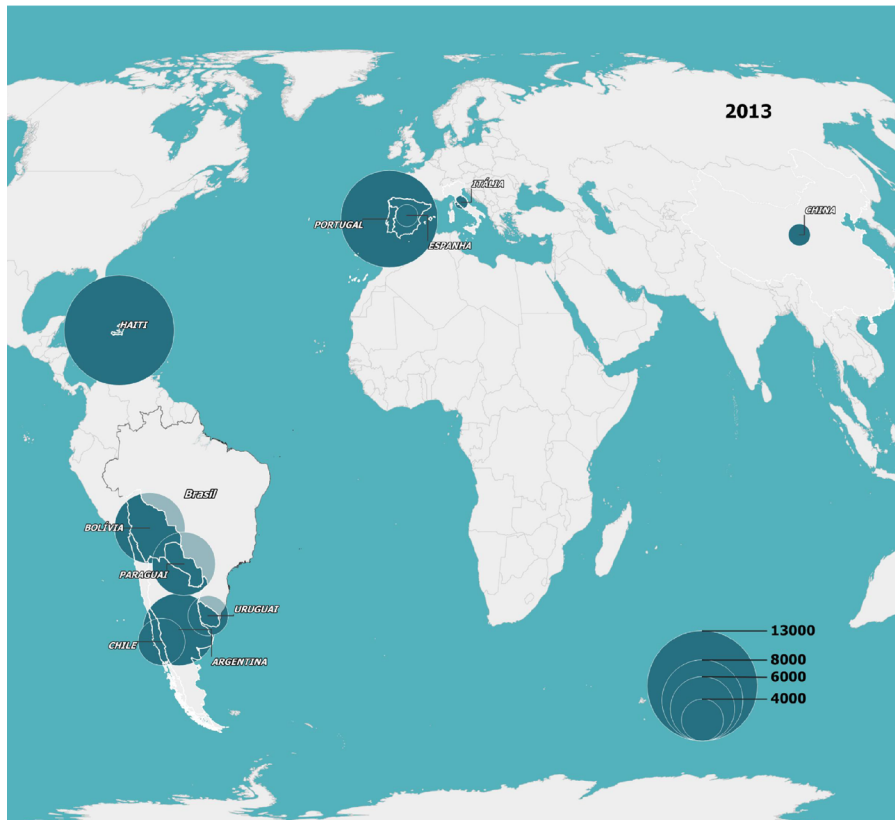 2013
ITÁLIA
CHINA
PORTUGAL
ESPANHA
HAITI
Brasil
BOLÍVIA
PARAGUAI
URUGUAI
CHILE
ARGENTINA
13000
8000
6000
4000